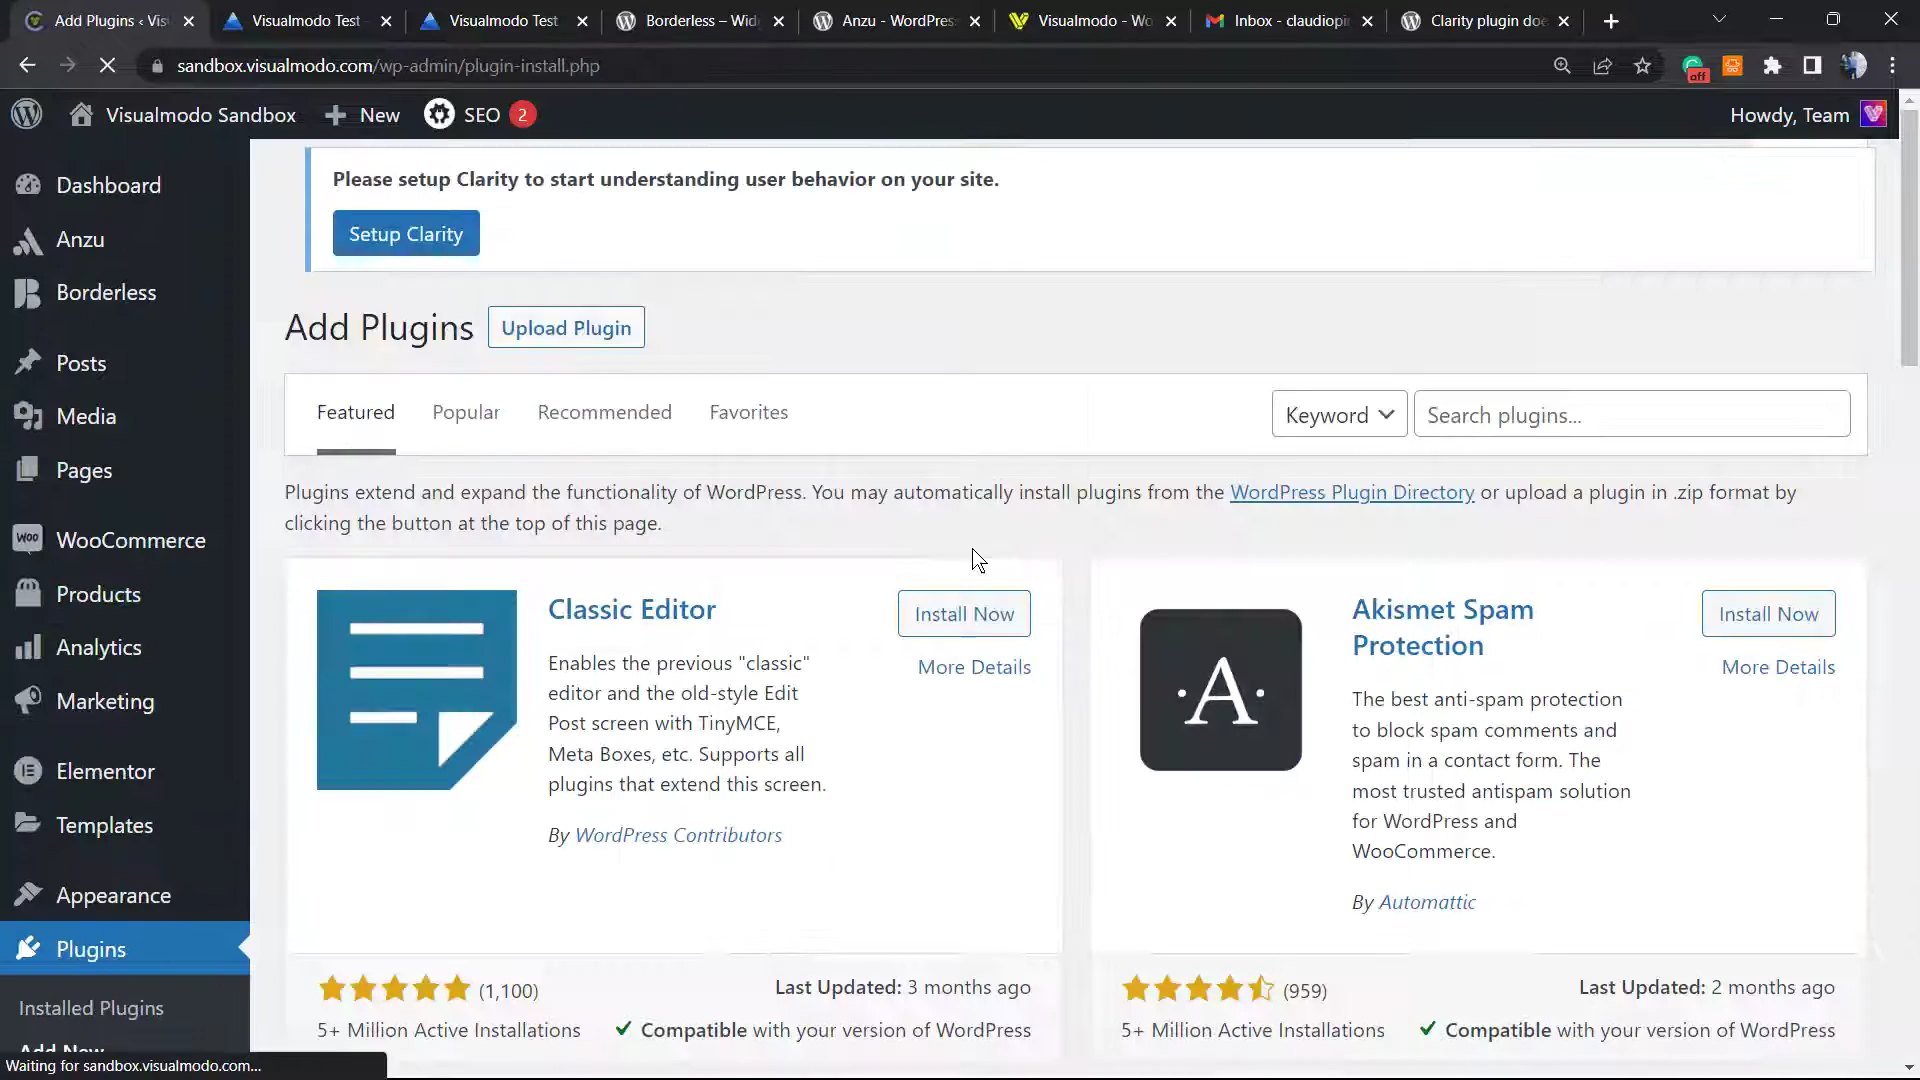 Add Plugins ‹ Vis
Visualmodo Test
Visualmodo Test
Borderless – Wid
Anzu - WordPres
Visualmodo - Wo
Inbox - claudiopi
Clarity plugin doe
sandbox.visualmodo.com/wp-admin/plugin-install.php
off
Visualmodo Sandbox
New
SEO 2
Howdy, Team
Dashboard
Anzu
Borderless
Posts
Media
Pages
WooCommerce
Products
Analytics
Marketing
Elementor
Templates
Appearance
Plugins
Installed Plugins
Add New
Waiting for sandbox.visualmodo.com...
Please setup Clarity to start understanding user behavior on your site.
Setup Clarity
Add Plugins
Upload Plugin
Featured
Popular
Recommended
Favorites
Keyword
Search plugins...
Plugins extend and expand the functionality of WordPress. You may automatically install plugins from the WordPress Plugin Directory or upload a plugin in .zip format by
clicking the button at the top of this page.
Classic Editor
Install Now
More Details
Enables the previous "classic"
editor and the old-style Edit
Post screen with TinyMCE,
Meta Boxes, etc. Supports all
plugins that extend this screen.
By WordPress Contributors
(1,100)
Last Updated: 3 months ago
5+ Million Active Installations
Compatible with your version of WordPress
·A·
Akismet Spam
Protection
Install Now
More Details
The best anti-spam protection
to block spam comments and
spam in a contact form. The
most trusted antispam solution
for WordPress and
WooCommerce.
By Automattic
(959)
Last Updated: 2 months ago
5+ Million Active Installations
Compatible with your version of WordPress